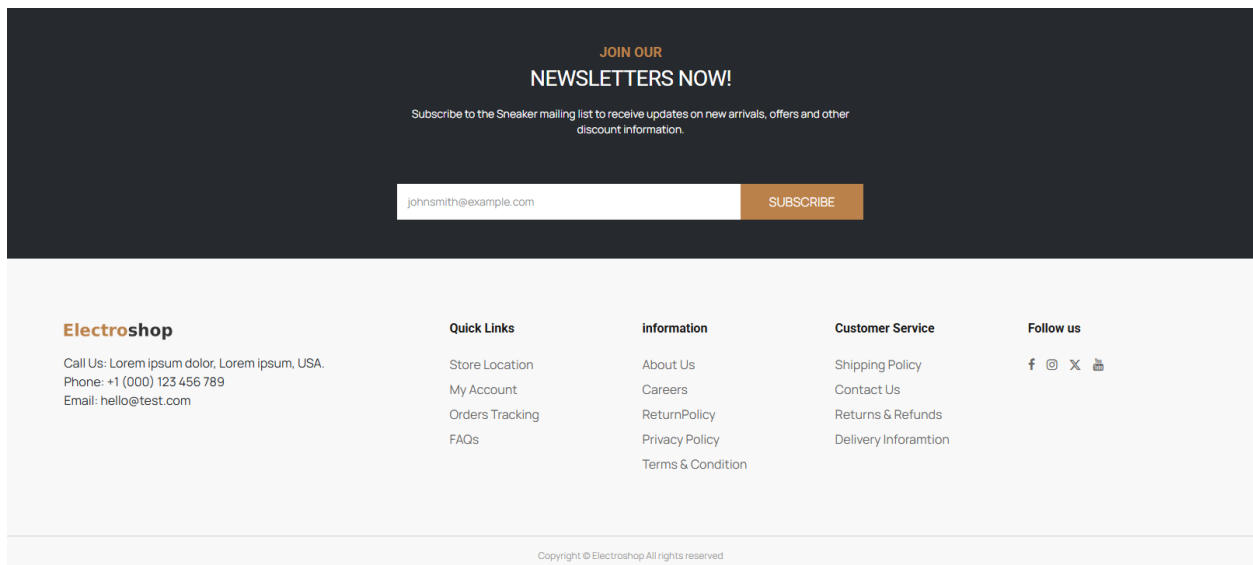 JOIN OUR
NEWSLETTERS NOW!
Subscribe to the Sneaker mailing list to receive updates on new arrivals, offers and other
discount information.
johnsmith@example.com
SUBSCRIBE
Electroshop
Call Us: Lorem ipsum dolor, Lorem ipsum, USA.
Phone: +1 (000) 123 456 789
Email: hello@test.com
Quick Links
Store Location
My Account
Orders Tracking
FAQs
information
About Us
Careers
ReturnPolicy
Privacy Policy
Terms & Condition
Customer Service
Shipping Policy
Contact Us
Returns & Refunds
Delivery Inforamtion
Follow us
Copyright © Electroshop All rights reserved